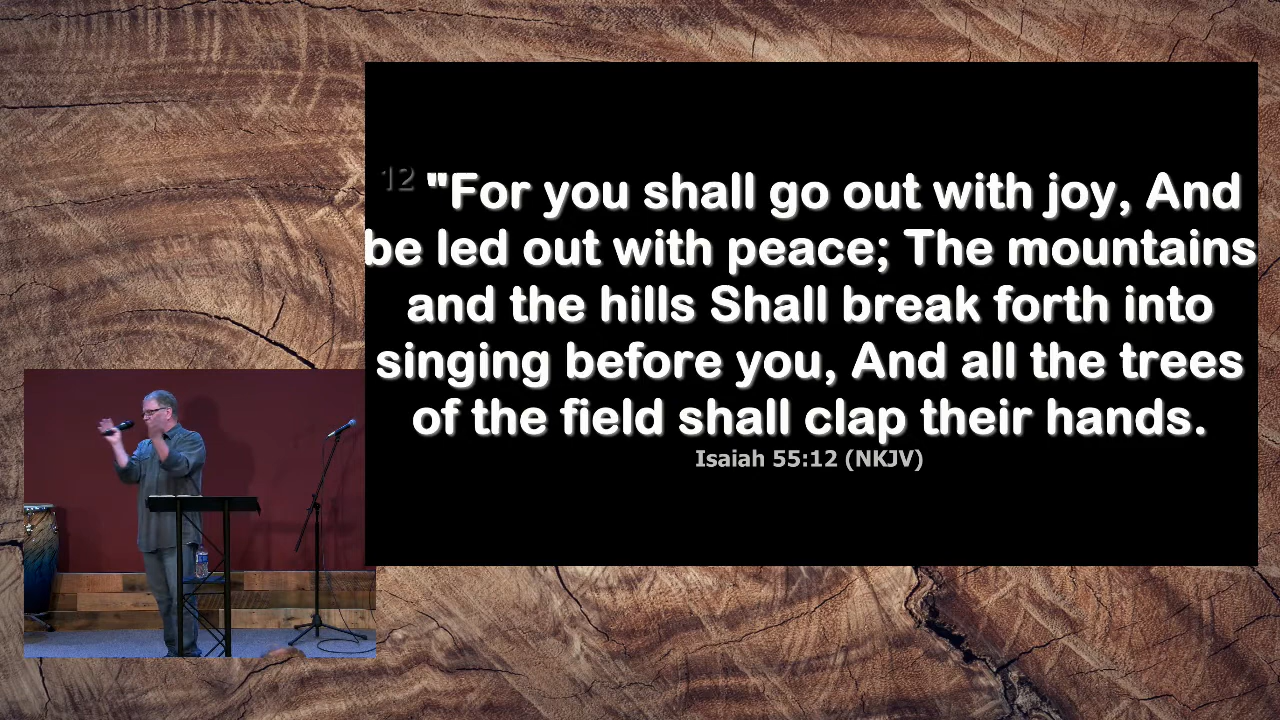 12 "For you shall go out with joy, And
be led out with peace; The mountains
and the hills Shall break forth into
singing before you, And all the trees
of the field shall clap their hands.
Isaiah 55:12 (NKJV)